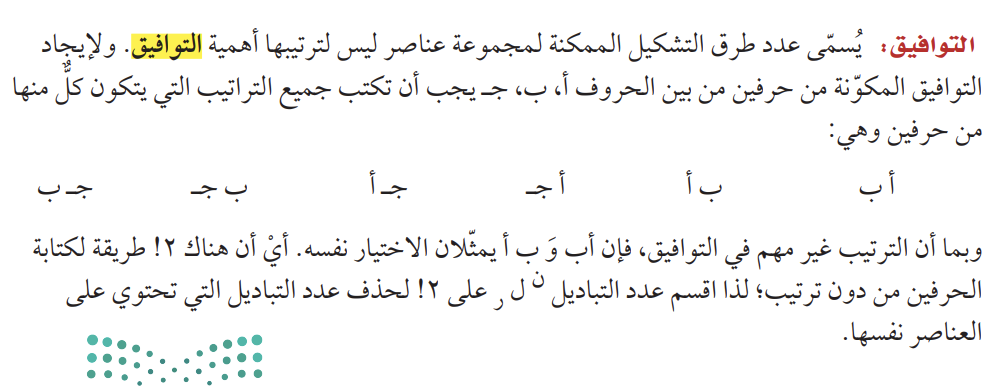 التوافيق: يُسمّى عدد طرق التشكيل الممكنة لمجموعة عناصر ليس لترتيبها أهمية التوافيق. ولإيجاد
التوافيق المكوّنة من حرفين من بين الحروف أ، ب، جـ يجب أن تكتب جميع التراتيب التي يتكون كلٌّ منها
من حرفين وهي:
أ ب ب أ أ جـ جـ أ ب جـ جـ ب
وبما أن الترتيب غير مهم في التوافيق، فإن أب وَ ب أ يمثّلان الاختيار نفسه. أيْ أن هناك ٢! طريقة لكتابة
الحرفين من دون ترتيب؛ لذا اقسم عدد التباديل ن ل ر على ٢! لحذف عدد التباديل التي تحتوي على
العناصر نفسها.